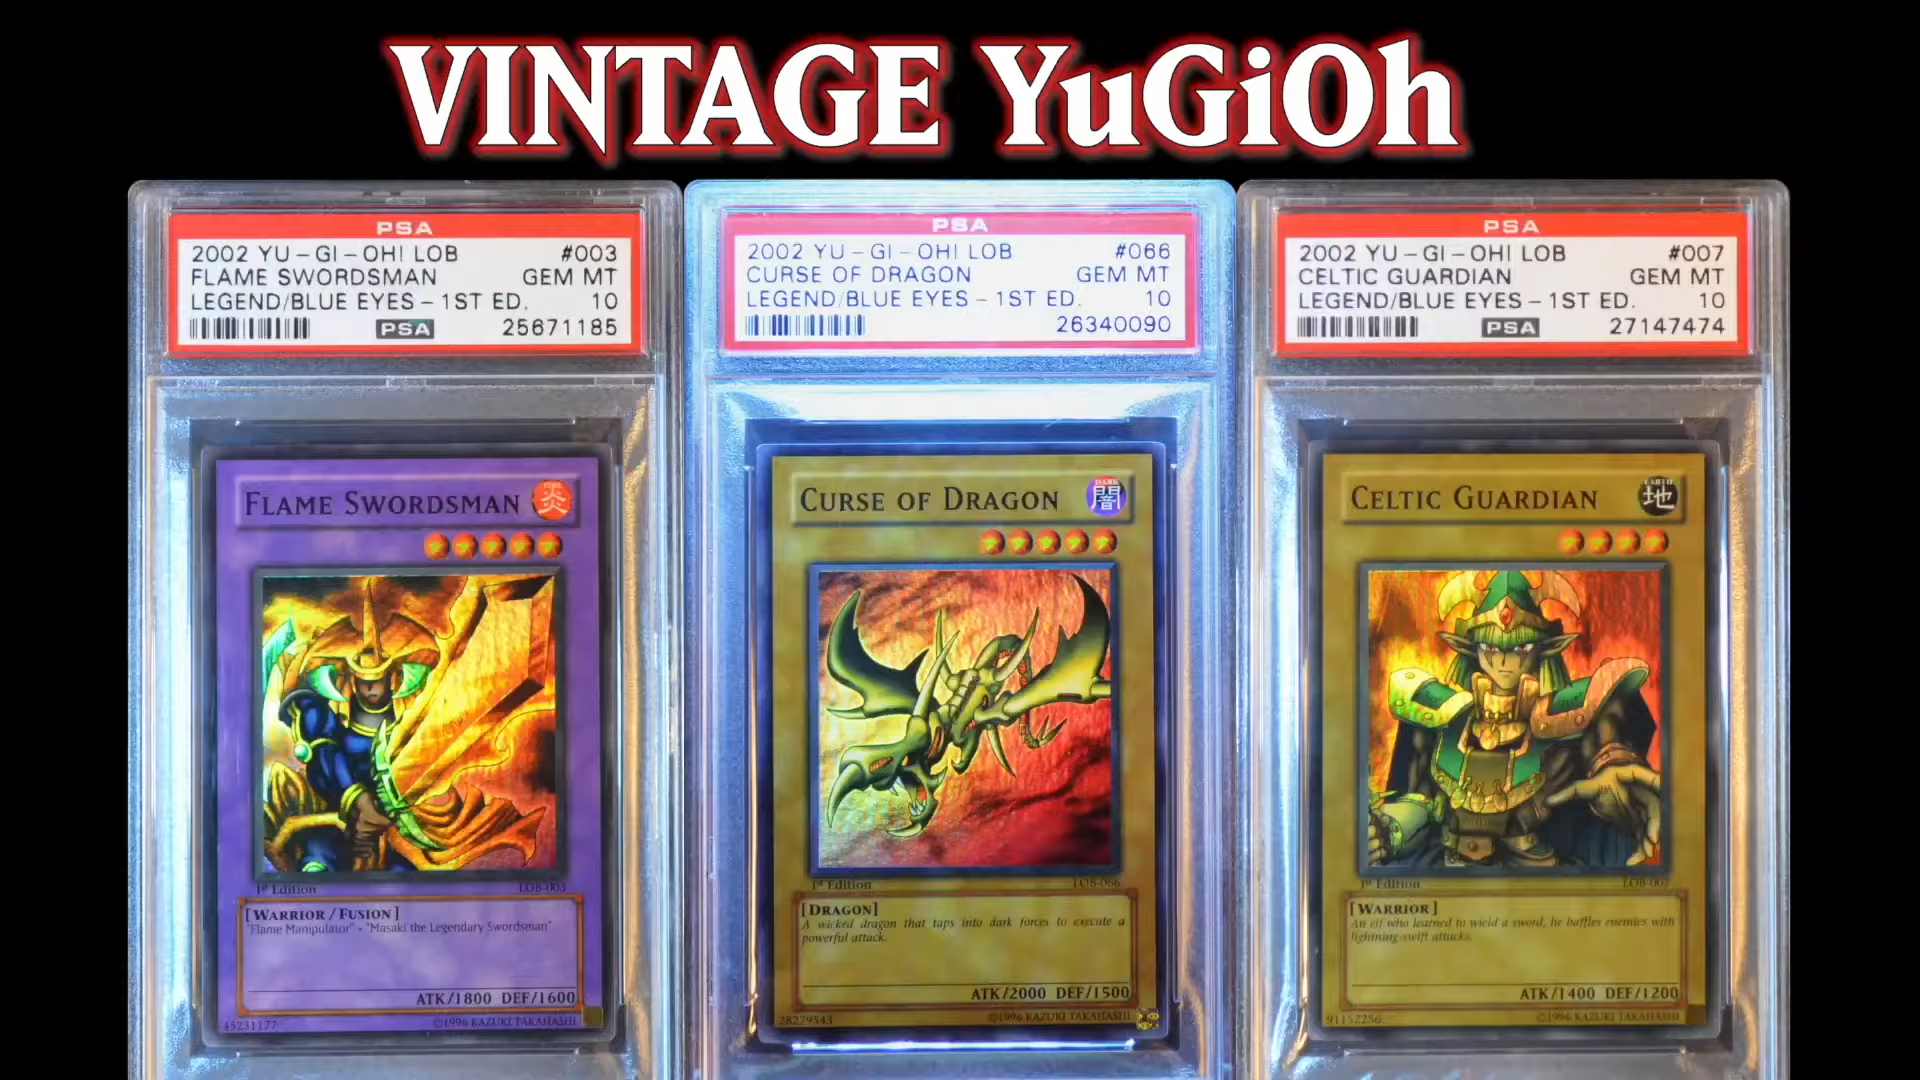 VINTAGE YuGiOh
PSA
2002 YU-GI-OH! LOB #003
FLAME SWORDSMAN GEM MT
LEGEND/BLUE EYES-1ST ED. 10
PSA 25671185
FLAME SWORDSMAN
FIRE
炎
1st Edition LOB-003
[WARRIOR/FUSION]
"Flame Manipulator" + "Masaki the Legendary Swordsman"
ATK/1800 DEF/1600
45231177 ©1996 KAZUKI TAKAHASHI
PSA
2002 YU-GI-OH! LOB #066
CURSE OF DRAGON GEM MT
LEGEND/BLUE EYES-1ST ED. 10
26340090
CURSE OF DRAGON
DARK
闇
1st Edition LOB-066
[DRAGON]
A wicked dragon that taps into dark forces to execute a
powerful attack.
ATK/2000 DEF/1500
28279543 ©1996 KAZUKI TAKAHASHI
PSA
2002 YU-GI-OH! LOB #007
CELTIC GUARDIAN GEM MT
LEGEND/BLUE EYES-1ST ED. 10
PSA 27147474
CELTIC GUARDIAN
EARTH
地
1st Edition LOB-007
[WARRIOR]
An elf who learned to wield a sword, he baffles enemies with
lightning-swift attacks.
ATK/1400 DEF/1200
91152256 ©1996 KAZUKI TAKAHASHI